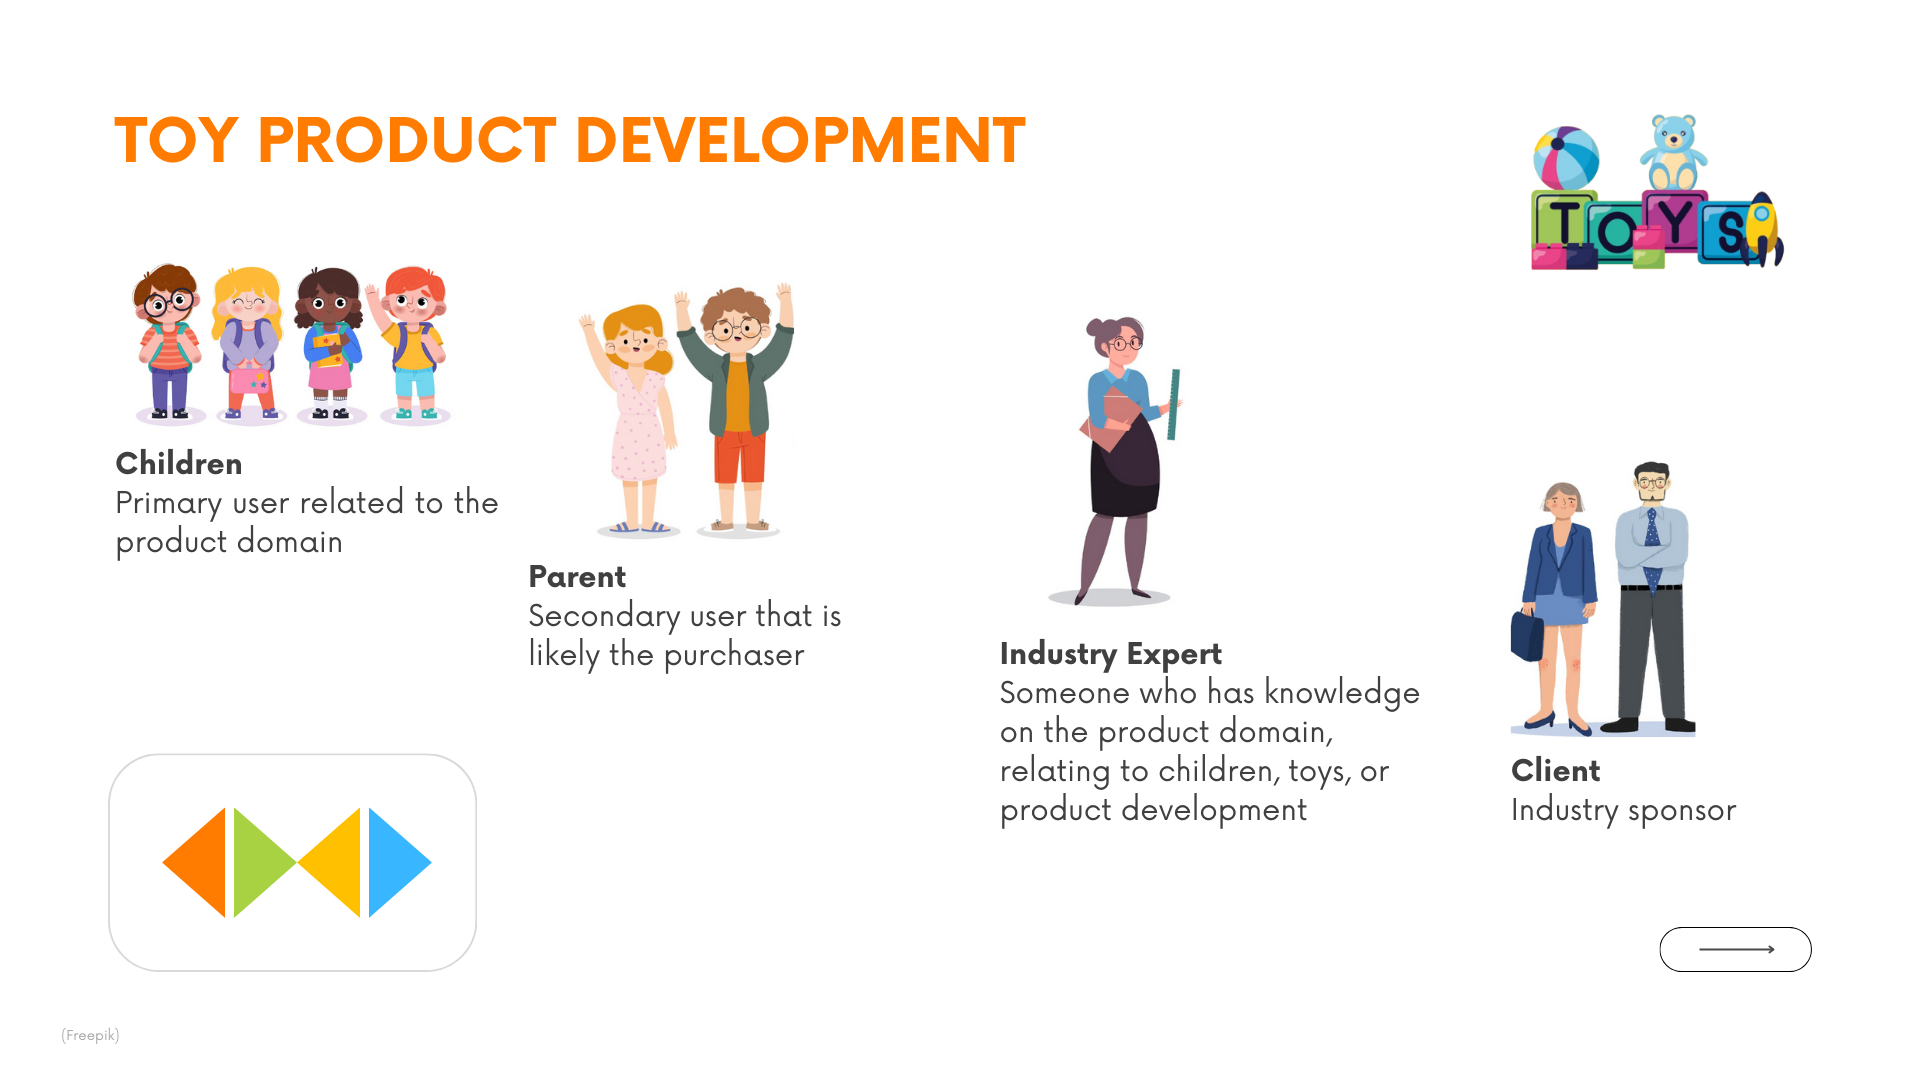 TOY PRODUCT DEVELOPMENT
TOYS
Children
Primary user related to the
product domain
Parent
Secondary user that is
likely the purchaser
Industry Expert
Someone who has knowledge
on the product domain,
relating to children, toys, or
product development
Client
Industry sponsor
(Freepik)